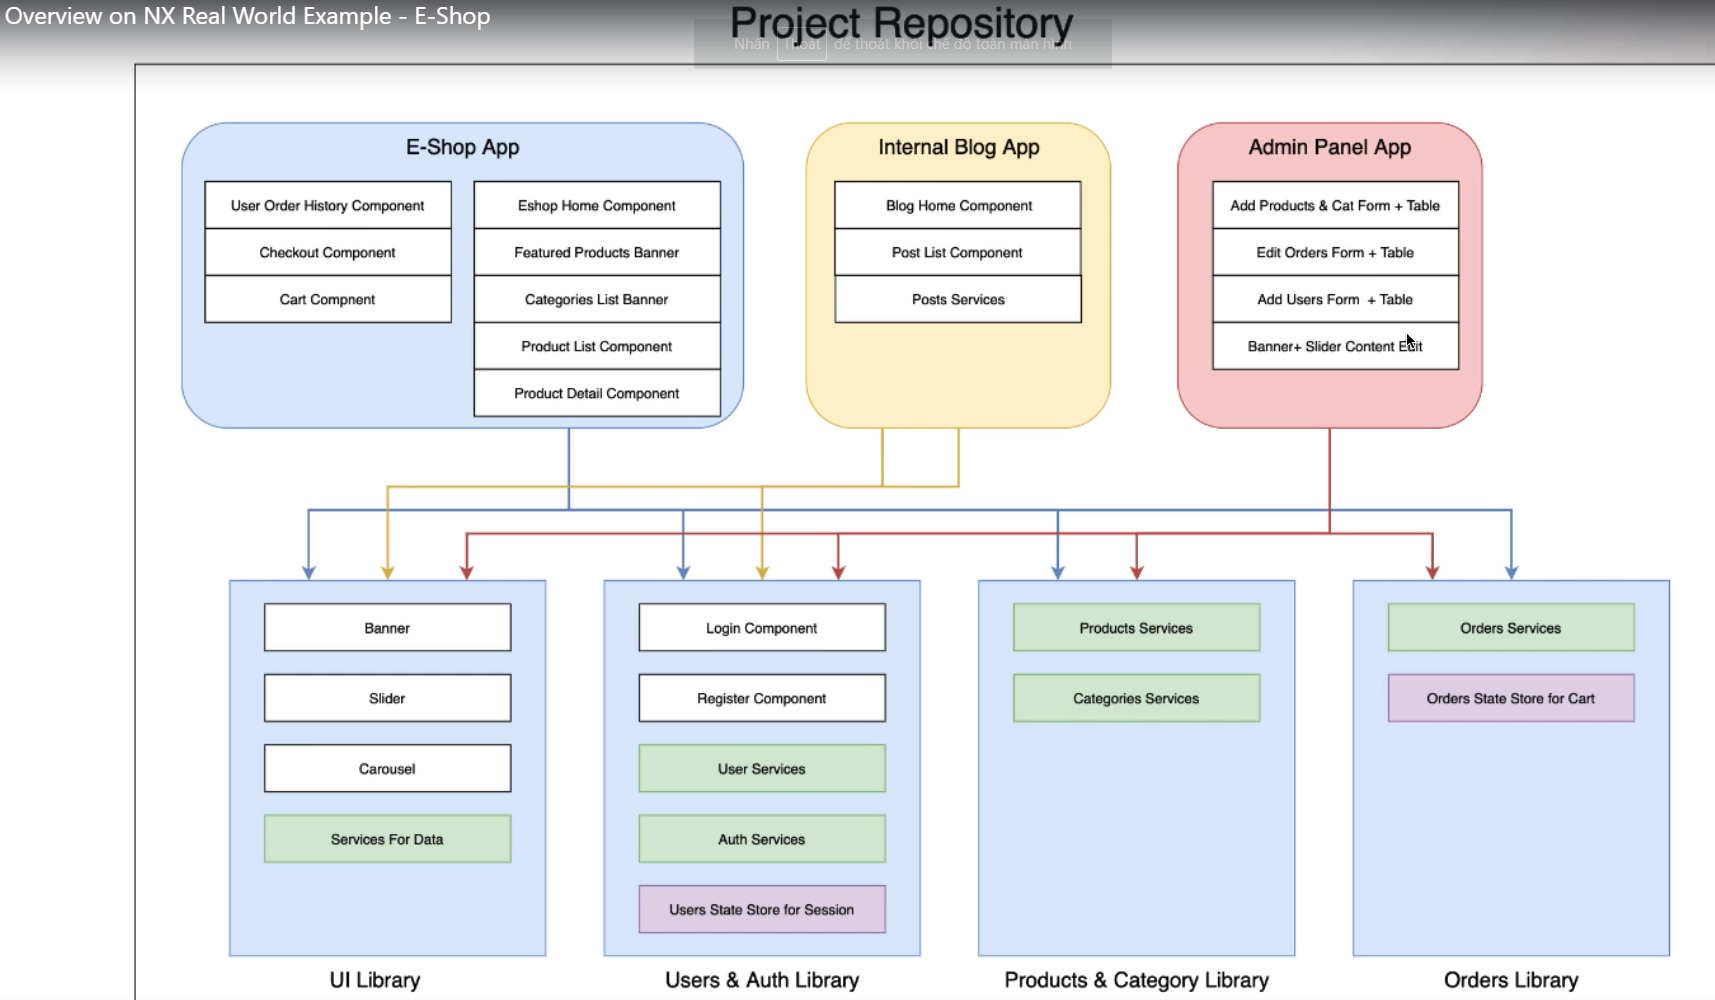 Overview on NX Real World Example - E-Shop
Project Repository
Nhấn Thoát để thoát khỏi chế độ toàn màn hình
E-Shop App
User Order History Component
Checkout Component
Cart Compnent
Eshop Home Component
Featured Products Banner
Categories List Banner
Product List Component
Product Detail Component
Internal Blog App
Blog Home Component
Post List Component
Posts Services
Admin Panel App
Add Products & Cat Form + Table
Edit Orders Form + Table
Add Users Form + Table
Banner+ Slider Content Edit
Banner
Slider
Carousel
Services For Data
UI Library
Login Component
Register Component
User Services
Auth Services
Users State Store for Session
Users & Auth Library
Products Services
Categories Services
Products & Category Library
Orders Services
Orders State Store for Cart
Orders Library